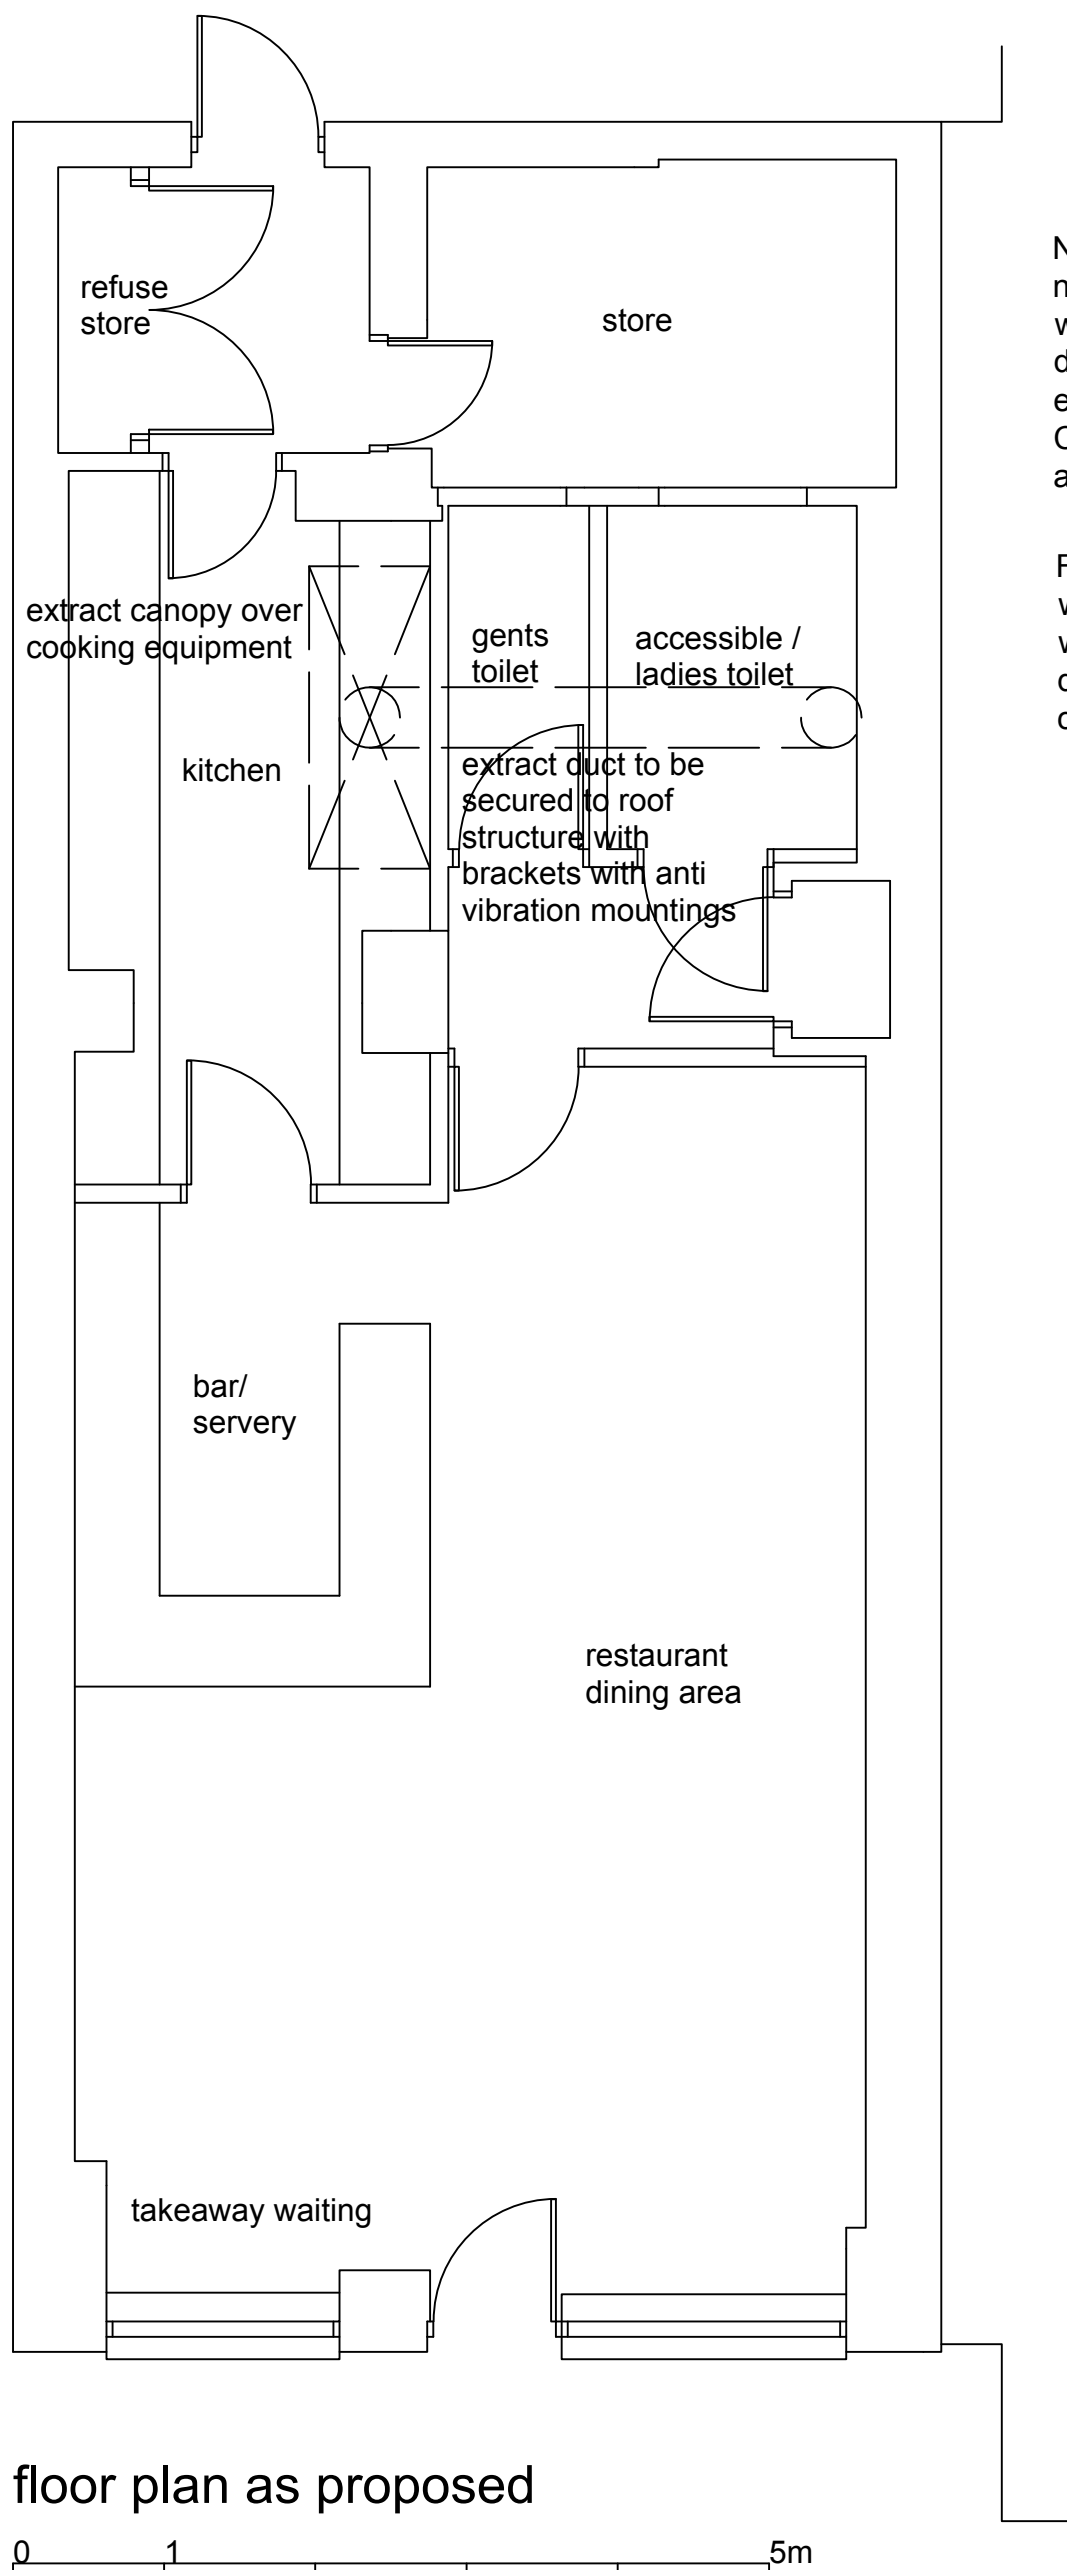 refuse
store
store
extract canopy over
cooking equipment
gents
toilet
accessible /
ladies toilet
kitchen
extract duct to be
secured to roof
structure with
brackets with anti
vibration mountings
bar/
servery
restaurant
dining area
takeaway waiting
floor plan as proposed
0 1 5m